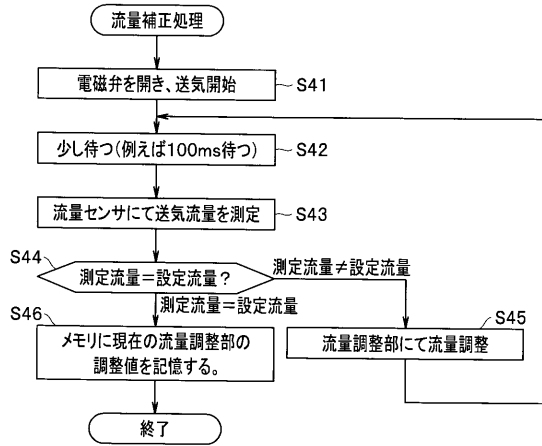 流量補正処理
電磁弁を開き、送気開始
S41
少し待つ(例えば100ms待つ)
S42
流量センサにて送気流量を測定
S43
S44
測定流量=設定流量?
測定流量≠設定流量
測定流量=設定流量
S46
メモリに現在の流量調整部の
調整値を記憶する。
S45
流量調整部にて流量調整
終了